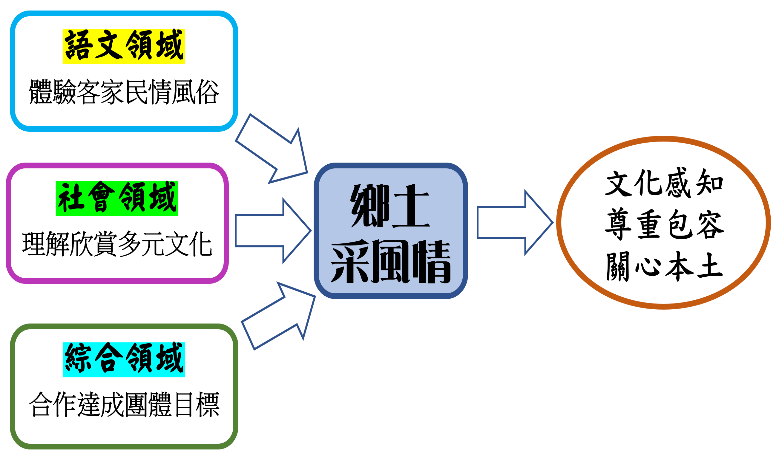 語文領域
體驗客家民情風俗
社會領域
理解欣賞多元文化
綜合領域
合作達成團體目標
鄉土
采風情
文化感知
尊重包容
關心本土